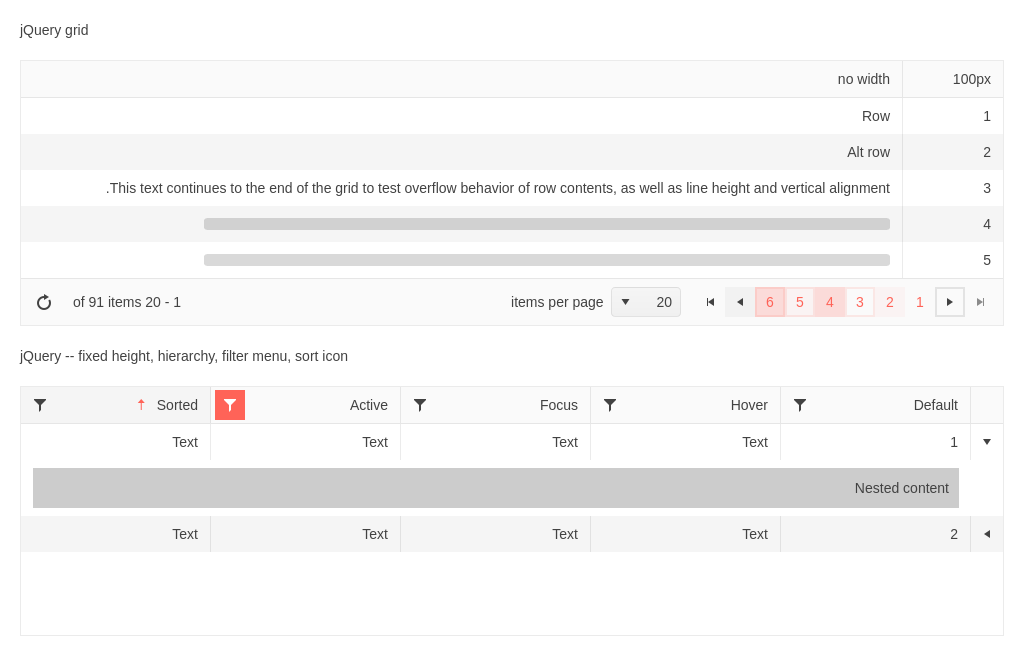 jQuery grid
no width 100px
Row 1
Alt row 2
.This text continues to the end of the grid to test overflow behavior of row contents, as well as line height and vertical alignment 3
4
5
of 91 items 20 - 1 items per page 20 6 5 4 3 2 1
jQuery -- fixed height, hierarchy, filter menu, sort icon
Sorted Active Focus Hover Default
Text Text Text Text 1
Nested content
Text Text Text Text 2